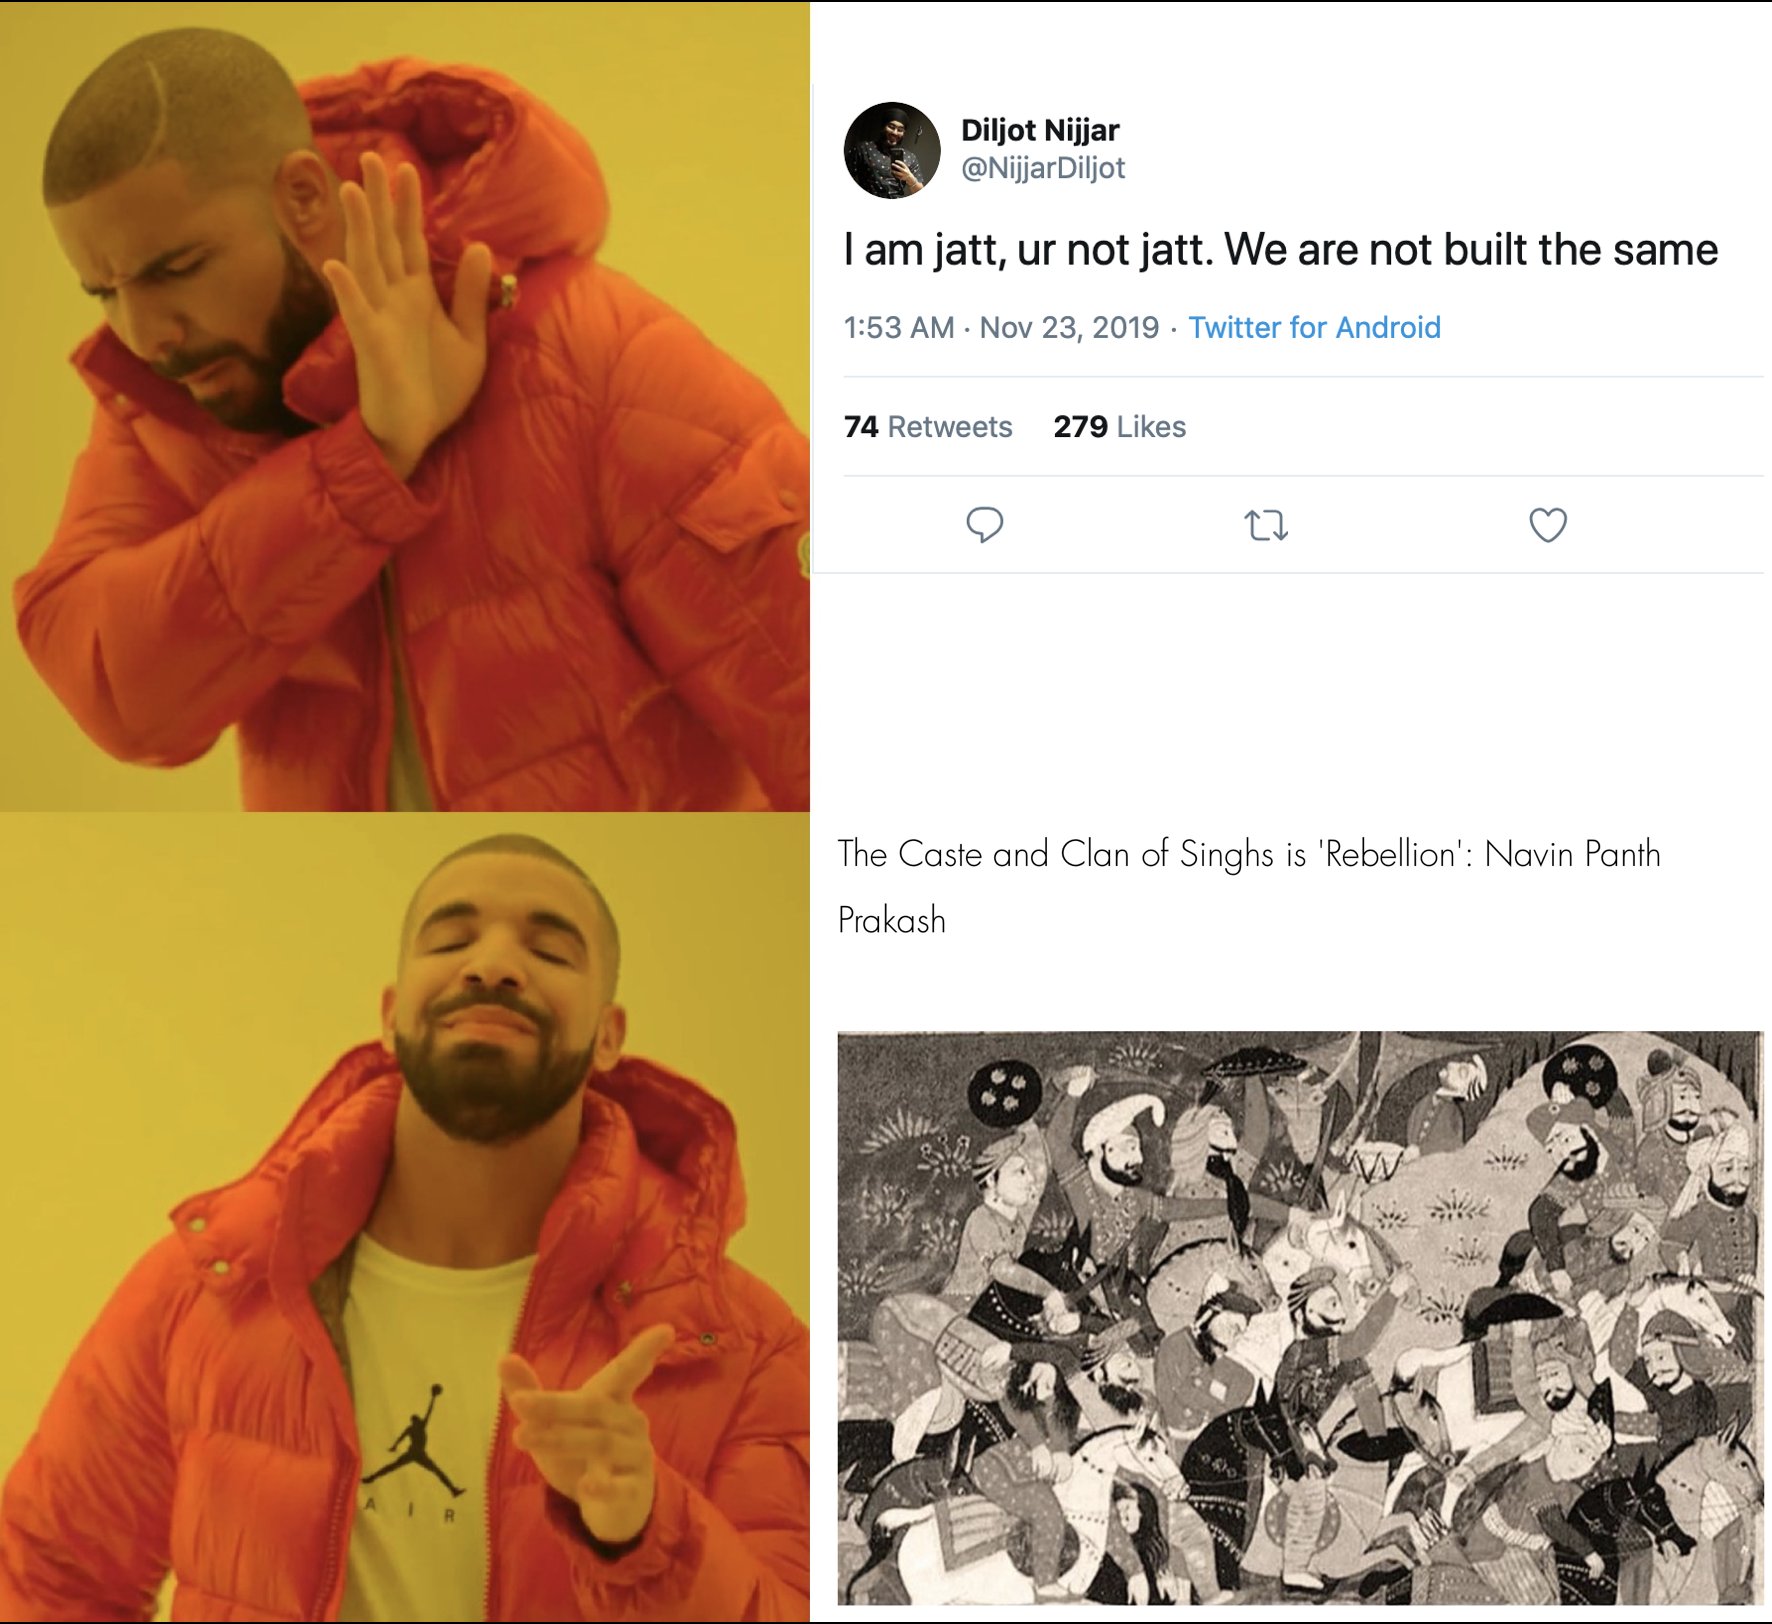 Diljot Nijjar
@NijjarDiljot
I am jatt, ur not jatt. We are not built the same
1:53 AM · Nov 23, 2019 · Twitter for Android
74 Retweets 279 Likes
The Caste and Clan of Singhs is 'Rebellion': Navin Panth
Prakash
AIR